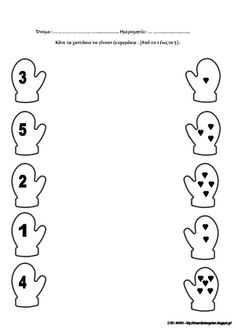 Όνομα : ........................... Ημερομηνία : ..................
Κάνε τα γαντάκια να γίνουν ζευγαράκια . (Από το 1 έως το 5) .
3
5
2
1
4